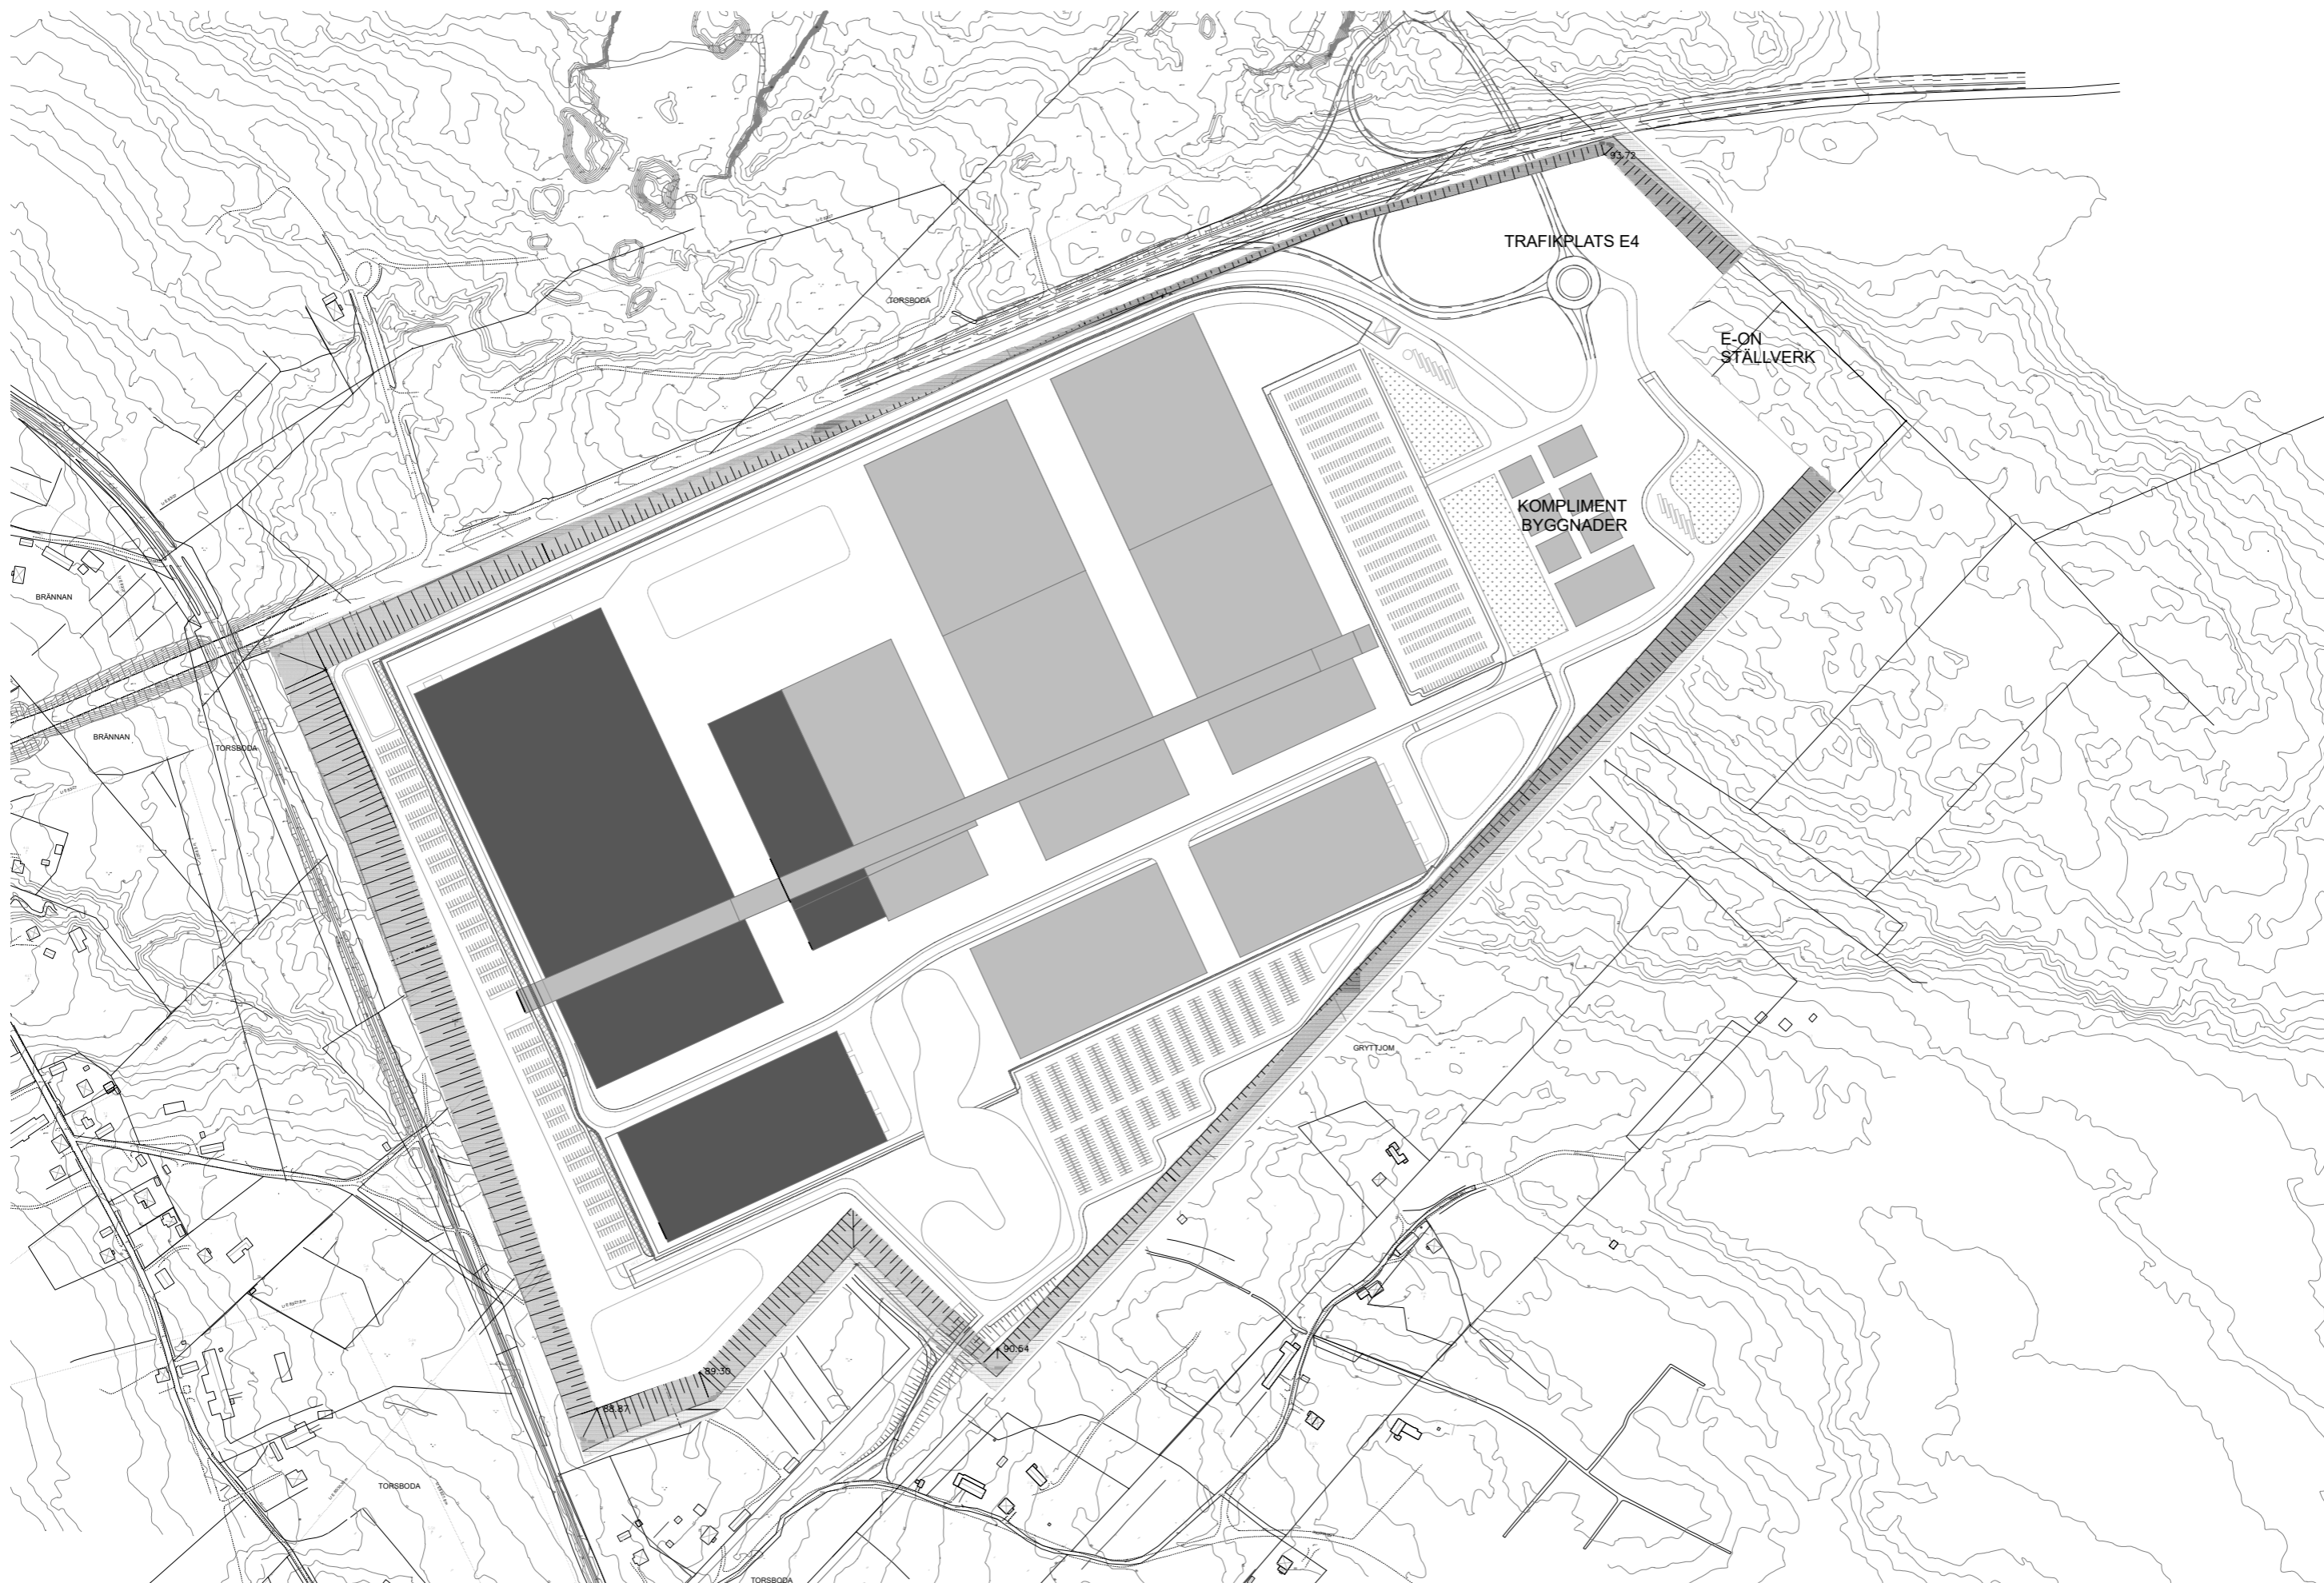 93.72
TRAFIKPLATS E4
TORSBODA
E-ON
STÄLLVERK
KOMPLIMENT
BYGGNADER
BRÄNNAN
BRÄNNAN
TORSBODA
GRYTTJOM
90.54
89.30
88.87
TORSBODA
TORSBODA